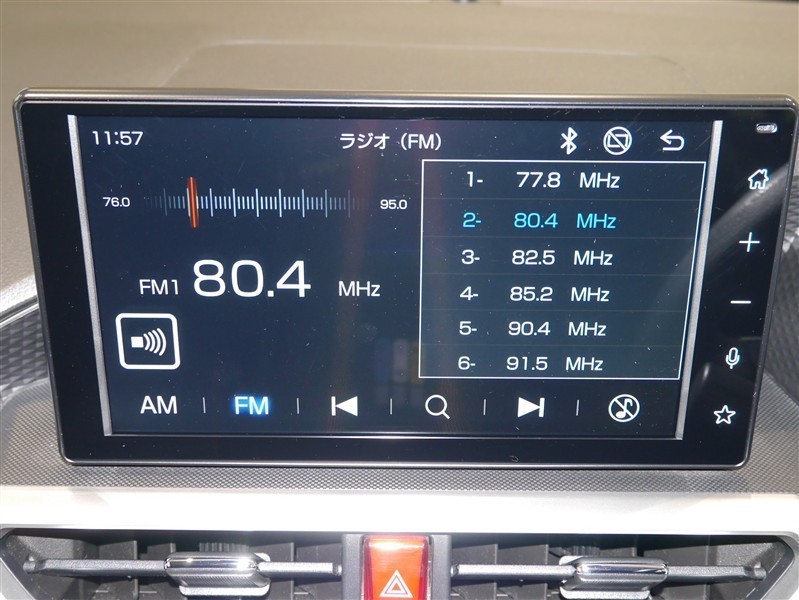 11:57
ラジオ（FM）
76.0
95.0
FM1 80.4 MHz
1- 77.8 MHz
2- 80.4 MHz
3- 82.5 MHz
4- 85.2 MHz
5- 90.4 MHz
6- 91.5 MHz
AM FM